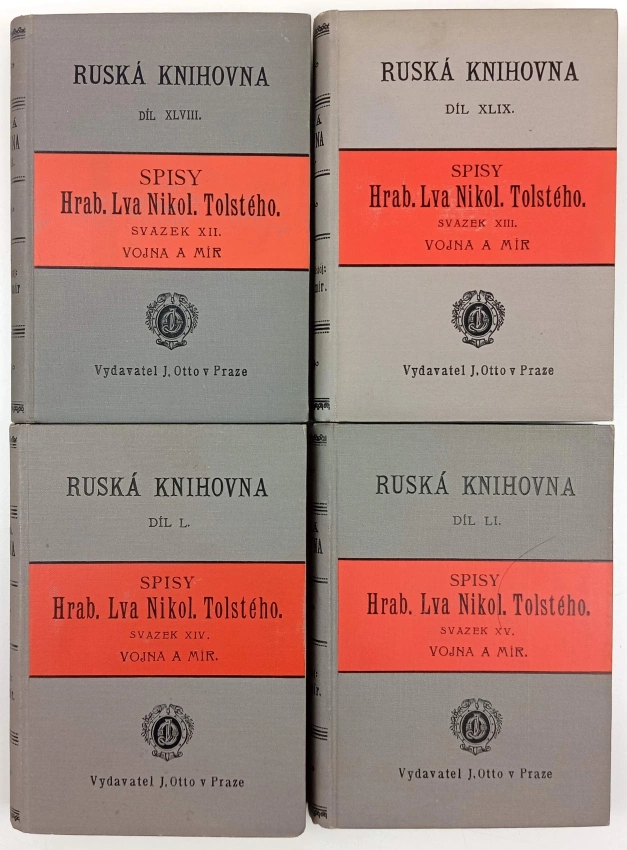 RUSKÁ KNIHOVNA
DÍL XLVIII.
SPISY
Hrab. Lva Nikol. Tolstého.
SVAZEK XII.
VOJNA A MÍR
Vydavatel J. Otto v Praze
RUSKÁ KNIHOVNA
DÍL XLIX.
SPISY
Hrab. Lva Nikol. Tolstého.
SVAZEK XIII.
VOJNA A MÍR
Vydavatel J. Otto v Praze
RUSKÁ KNIHOVNA
DÍL L.
SPISY
Hrab. Lva Nikol. Tolstého.
SVAZEK XIV.
VOJNA A MÍR.
Vydavatel J. Otto v Praze
RUSKÁ KNIHOVNA
DÍL LI.
SPISY
Hrab. Lva Nikol. Tolstého.
SVAZEK XV.
VOJNA A MÍR.
Vydavatel J. Otto v Praze